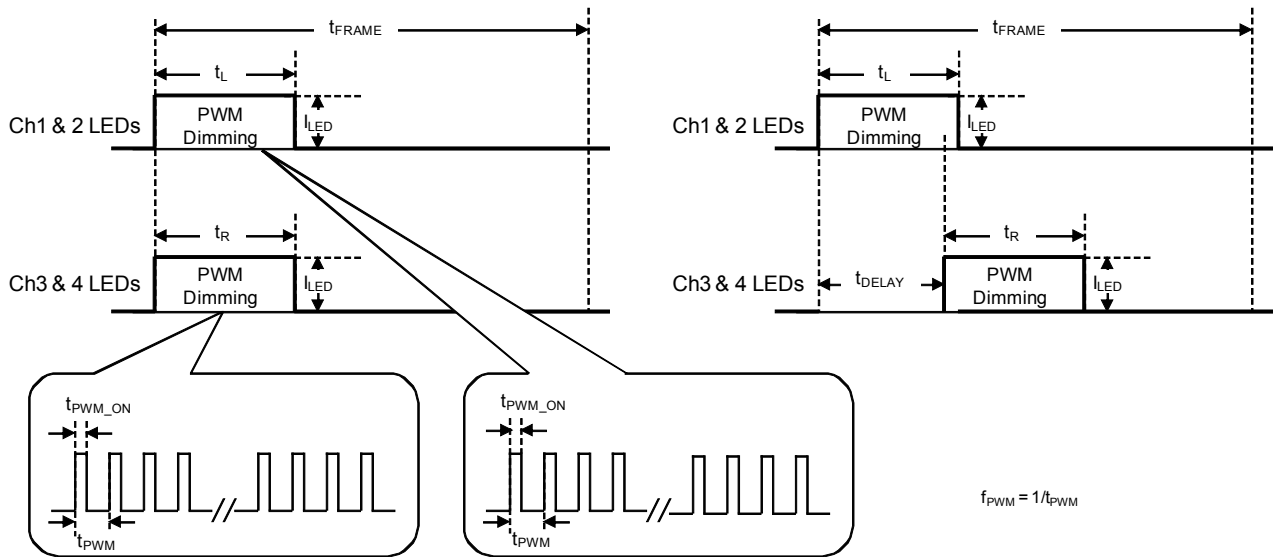 tFRAME
tL
Ch1 & 2 LEDs
PWM
Dimming
ILED
tR
Ch3 & 4 LEDs
PWM
Dimming
ILED
tPWM_ON
tPWM
tPWM_ON
tPWM
tFRAME
tL
Ch1 & 2 LEDs
PWM
Dimming
ILED
tR
Ch3 & 4 LEDs
tDELAY
PWM
Dimming
ILED
fPWM = 1/tPWM